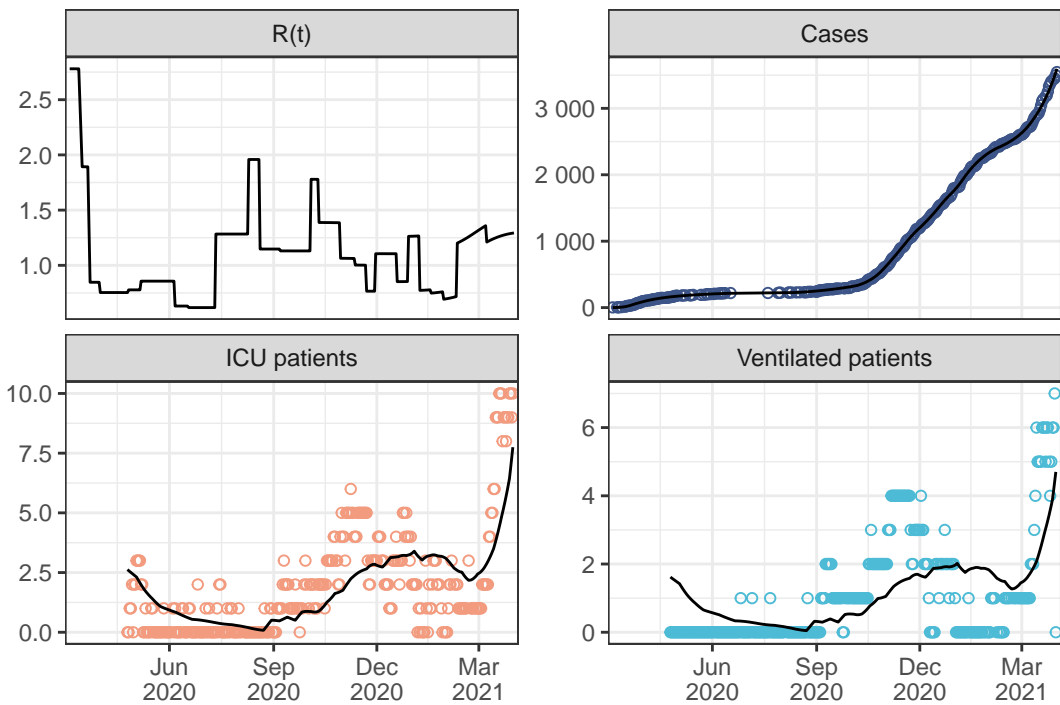 R(t)
Cases
2.5
2.0
1.5
1.0
3 000
2 000
1 000
0
ICU patients
Ventilated patients
10.0
7.5
5.0
2.5
0.0
6
4
2
0
Jun Sep Dec Mar
2020 2020 2020 2021
Jun Sep Dec Mar
2020 2020 2020 2021